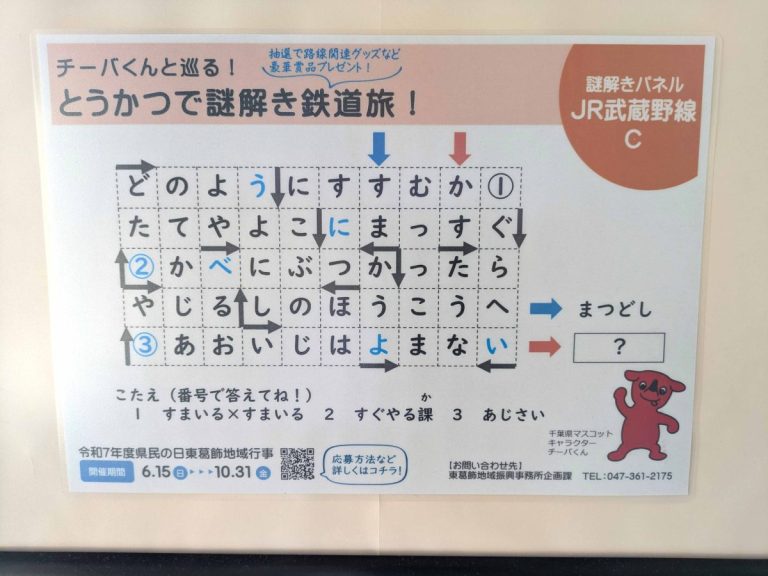 抽選で路線関連グッズなど
豪華賞品プレゼント!
チーバくんと巡る!
とうかつで謎解き鉄道旅!
謎解きパネル
JR武蔵野線
C
どのようにすすむか①
たてやよこにまっすぐ
②かべにぶつかったら
やじるしのほうこうへ
③あおいじはよまない
まつどし
?
こたえ(番号で答えてね!)
1 すまいる×すまいる 2 すぐやる課 3 あじさい
か
千葉県マスコット
キャラクター
チーバくん
令和7年度県民の日東葛飾地域行事
開催期間 6.15日▶▶▶10.31金
応募方法など
詳しくはコチラ!
【お問い合わせ先】
東葛飾地域振興事務所企画課 TEL:047-361-2175